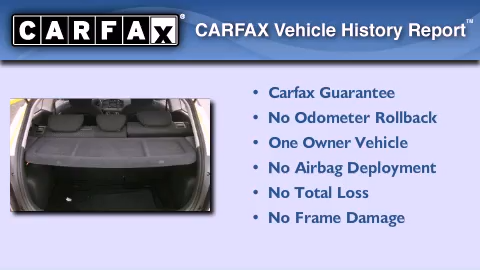 CARFAX® CARFAX Vehicle History Report™
• Carfax Guarantee
• No Odometer Rollback
• One Owner Vehicle
• No Airbag Deployment
• No Total Loss
• No Frame Damage